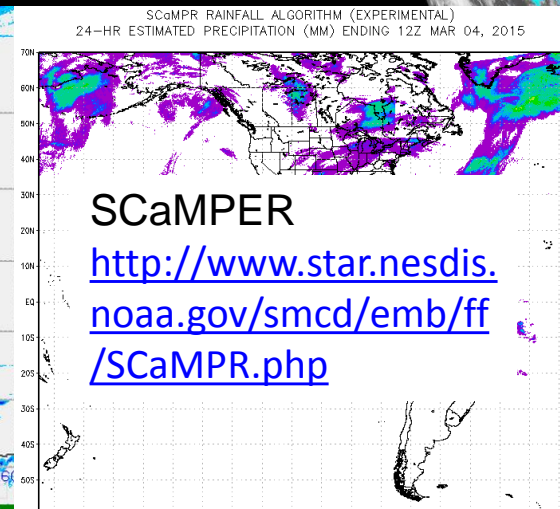 SCaMPR RAINFALL ALGORITHM (EXPERIMENTAL)
24-HR ESTIMATED PRECIPITATION (MM) ENDING 12Z MAR 04, 2015
70N
60N
50N
40N
30N
20N
10N
EQ
10S
20S
30S
40S
50S
SCaMPER
http://www.star.nesdis.
noaa.gov/smcd/emb/ff
/SCaMPR.php